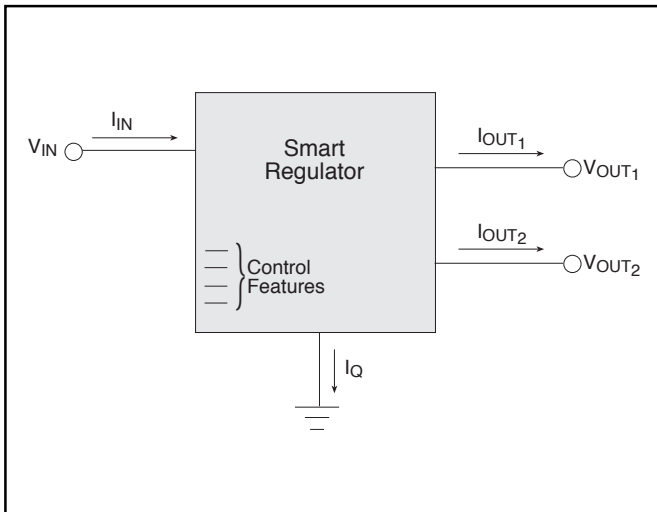 I_IN
V_IN
Smart
Regulator
I_OUT1
V_OUT1
I_OUT2
V_OUT2
Control
Features
I_Q